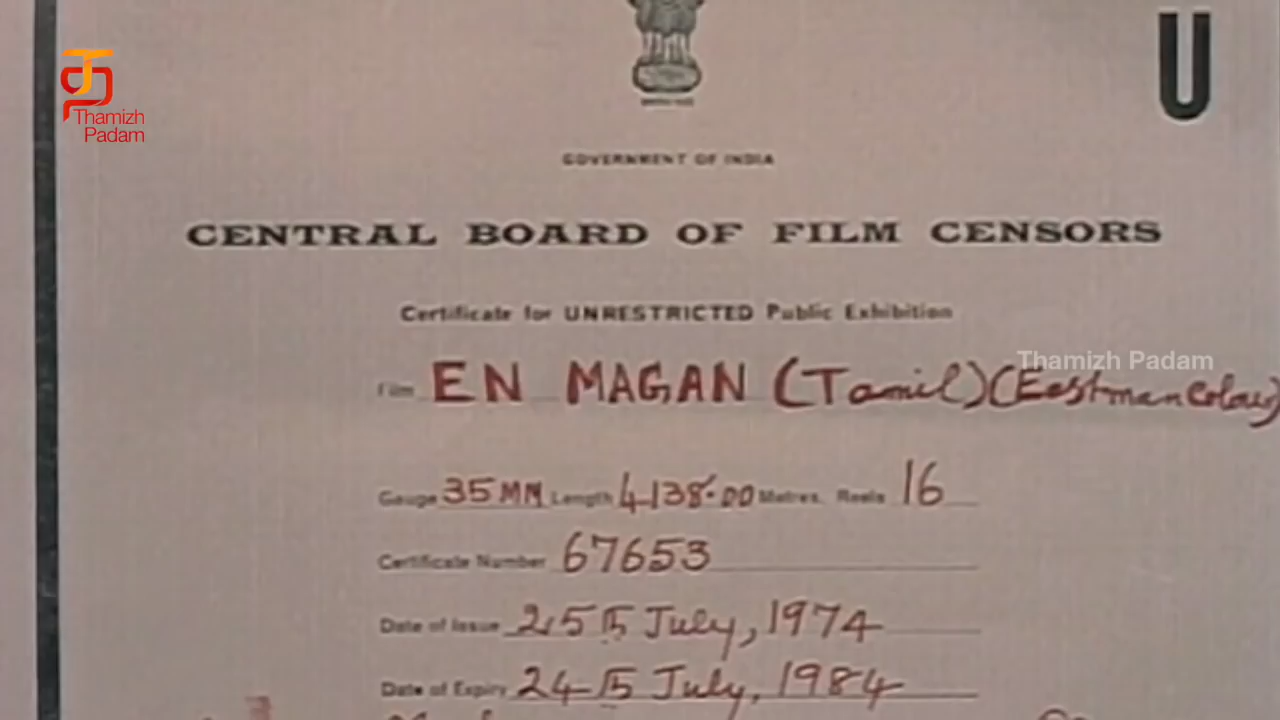 U
த
Thamizh
Padam
GOVERNMENT OF INDIA
CENTRAL BOARD OF FILM CENSORS
Certificate for UNRESTRICTED Public Exhibition
Thamizh Padam
Film EN MAGAN (Tamil) (Eastman Colour)
Gauge 35 MM Length 4138.00 Metres. Reels 16
Certificate Number 67653
Date of Issue 25th July, 1974
Date of Expiry 24th July, 1984